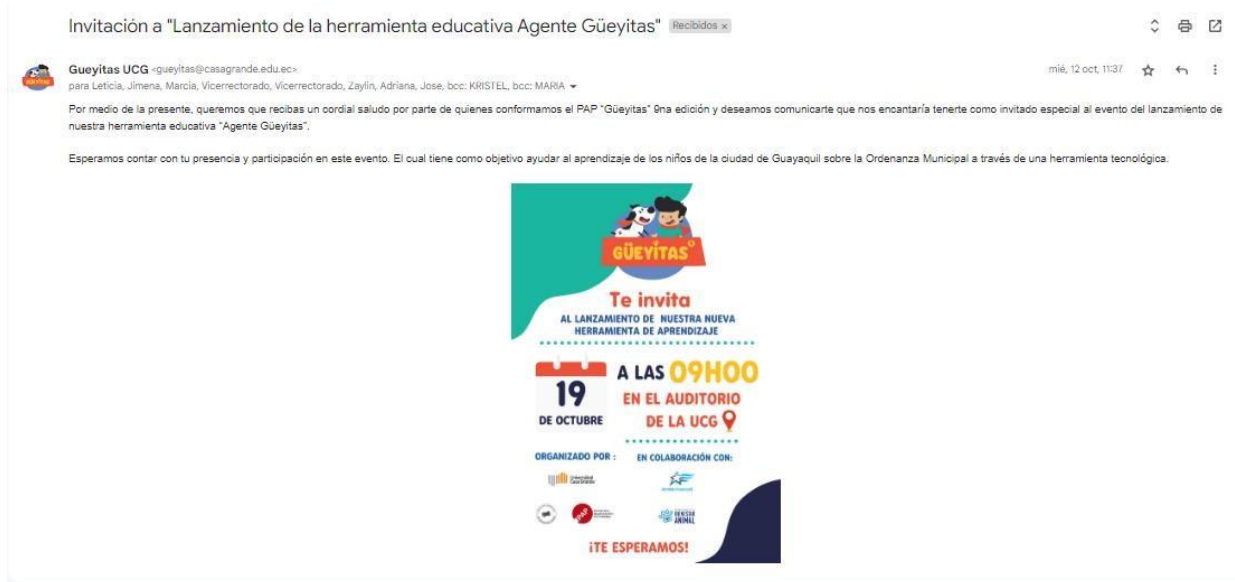 Invitación a "Lanzamiento de la herramienta educativa Agente Güeyitas" Recibidos x
Gueyitas UCG <gueyitas@casagrande.edu.ec> mié, 12 oct, 11:37
para Leticia, Jimena, Marcia, Vicerrectorado, Vicerrectorado, Zaylin, Adriana, Jose, bcc: KRISTEL, bcc: MARIA
Por medio de la presente, queremos que recibas un cordial saludo por parte de quienes conformamos el PAP "Güeyitas" 9na edición y deseamos comunicarte que nos encantaría tenerte como invitado especial al evento del lanzamiento de
nuestra herramienta educativa "Agente Güeyitas".
Esperamos contar con tu presencia y participación en este evento. El cual tiene como objetivo ayudar al aprendizaje de los niños de la ciudad de Guayaquil sobre la Ordenanza Municipal a través de una herramienta tecnológica.
GÜEYITAS
Te invita
AL LANZAMIENTO DE NUESTRA NUEVA
HERRAMIENTA DE APRENDIZAJE
19
DE OCTUBRE
A LAS 09H00
EN EL AUDITORIO
DE LA UCG
ORGANIZADO POR : EN COLABORACIÓN CON:
Universidad
Casa Grande
PAP
BIENESTAR
ANIMAL
¡TE ESPERAMOS!